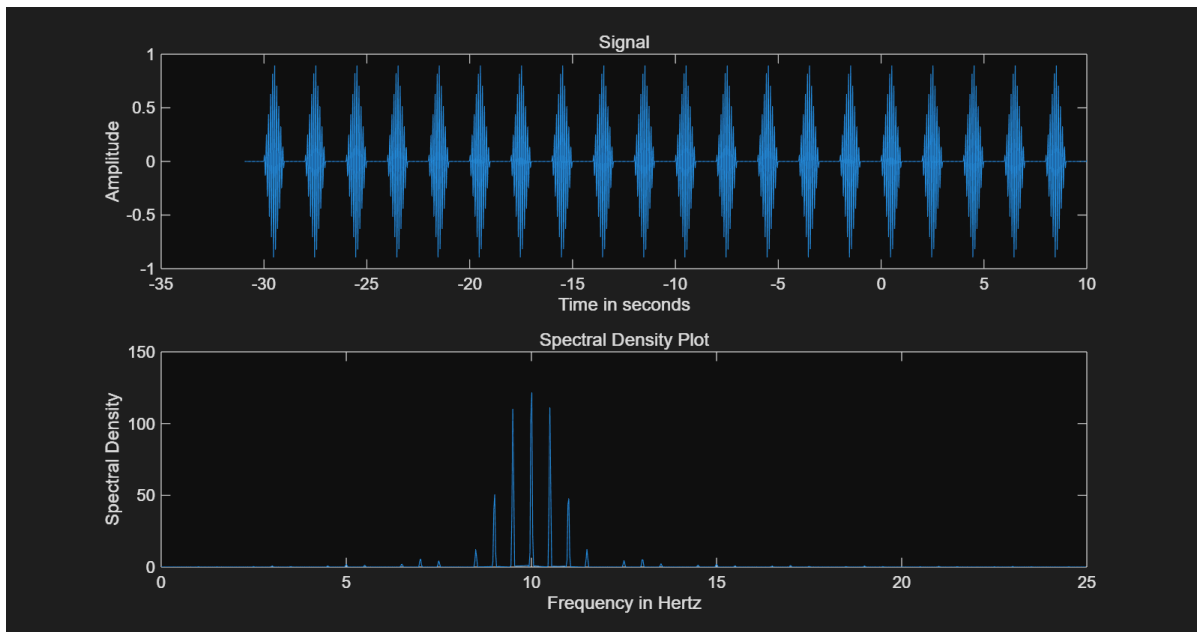 Signal
1
0.5
0
-0.5
-1
Amplitude
-35 -30 -25 -20 -15 -10 -5 0 5 10
Time in seconds
Spectral Density Plot
150
100
50
0
Spectral Density
0 5 10 15 20 25
Frequency in Hertz